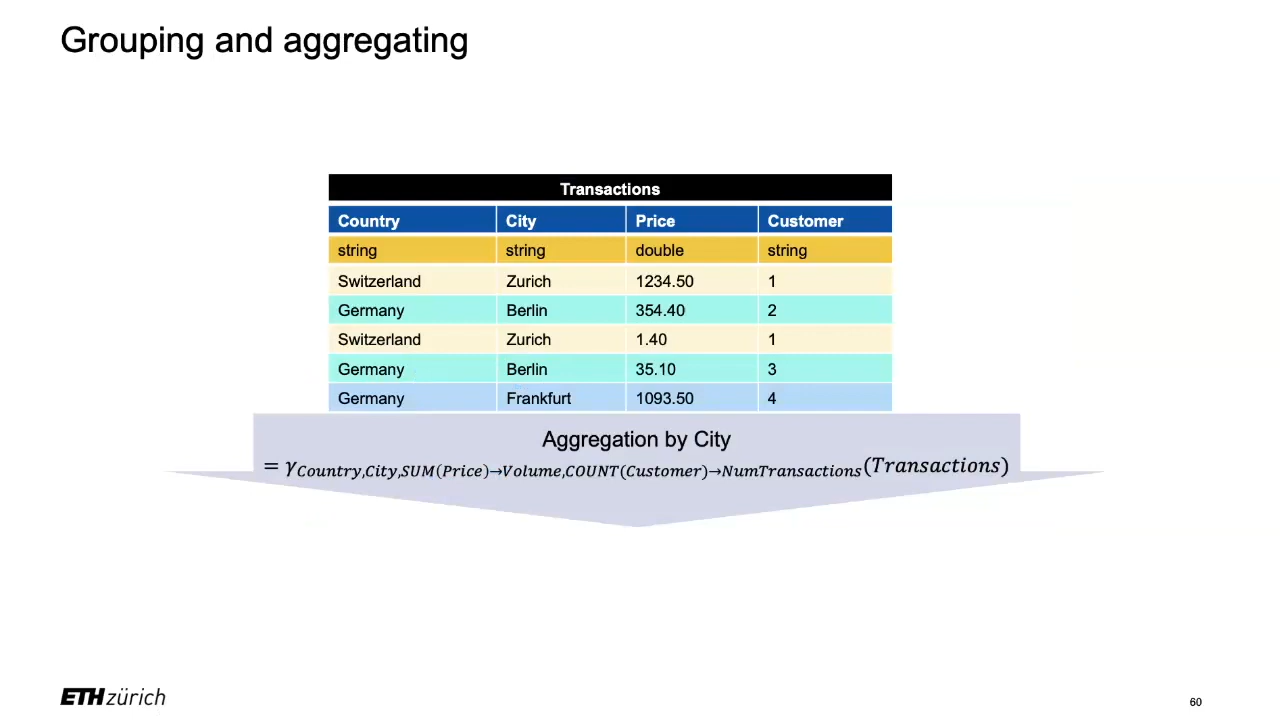 Grouping and aggregating
Transactions
Country City Price Customer
string string double string
Switzerland Zurich 1234.50 1
Germany Berlin 354.40 2
Switzerland Zurich 1.40 1
Germany Berlin 35.10 3
Germany Frankfurt 1093.50 4
Aggregation by City
= γCountry,City,SUM(Price)→Volume,COUNT(Customer)→NumTransactions(Transactions)
ETH zürich
60